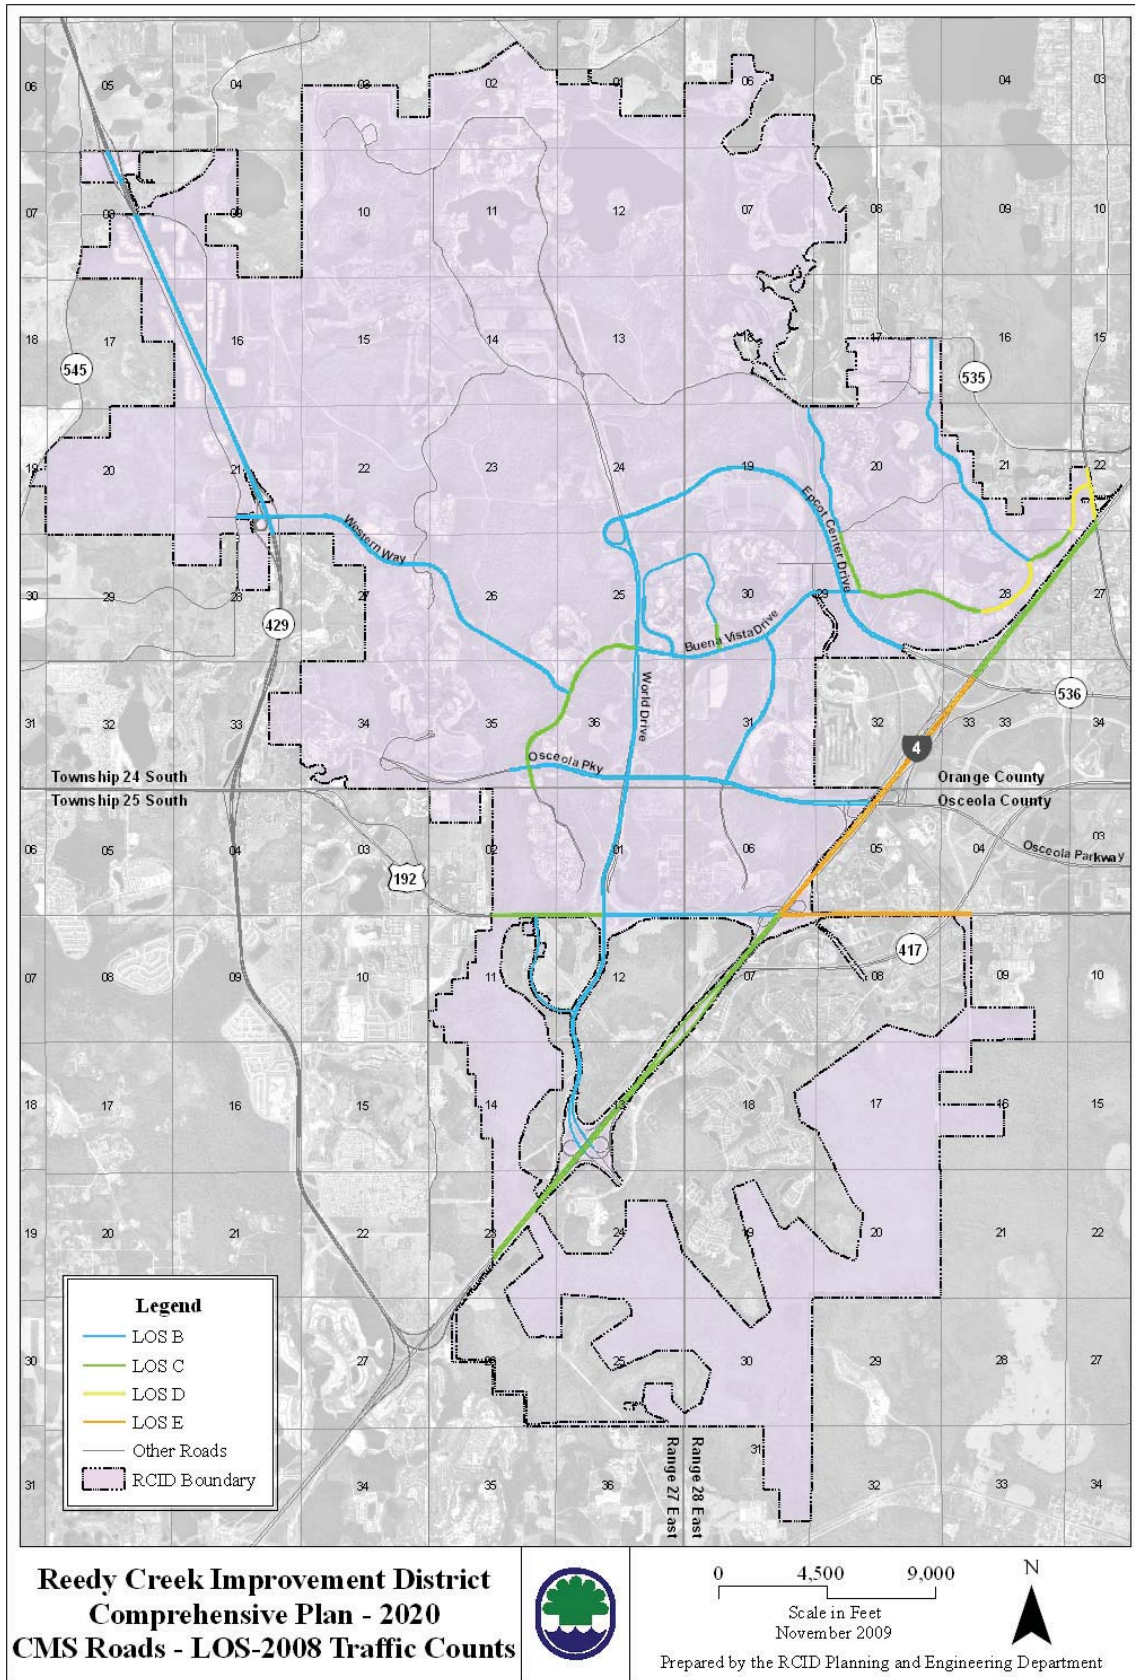 06 05 04 03 02 01 06 05 04 03
07 08 09 10 11 12 07 08 09 10
18 17 16 15 14 13 18 17 16 15
545
535
19 20 21 22 23 24 19 20 21 22
Western Way
Epcot Center Drive
30 28 27 26 25 30 29 28 27
429
Buena Vista Drive
World Drive
536
31 32 33 34 35 36 31 32 33 33 34
Osceola Pky
4
Township 24 South
Orange County
Township 25 South
Osceola County
06 05 04 03 02 01 06 05 04 03
Osceola Parkway
192
417
07 08 09 10 11 12 07 08 09 10
18 17 16 15 14 13 18 17 16 15
19 20 21 22 23 24 19 20 21 22
30 27 26 25 30 29 28 27
31 34 35 36 31 32 33 34
Range 27 East
Range 28 East
Legend
LOS B
LOS C
LOS D
LOS E
Other Roads
RCID Boundary
Reedy Creek Improvement District
Comprehensive Plan - 2020
CMS Roads - LOS-2008 Traffic Counts
0 4,500 9,000
Scale in Feet
November 2009
N
Prepared by the RCID Planning and Engineering Department